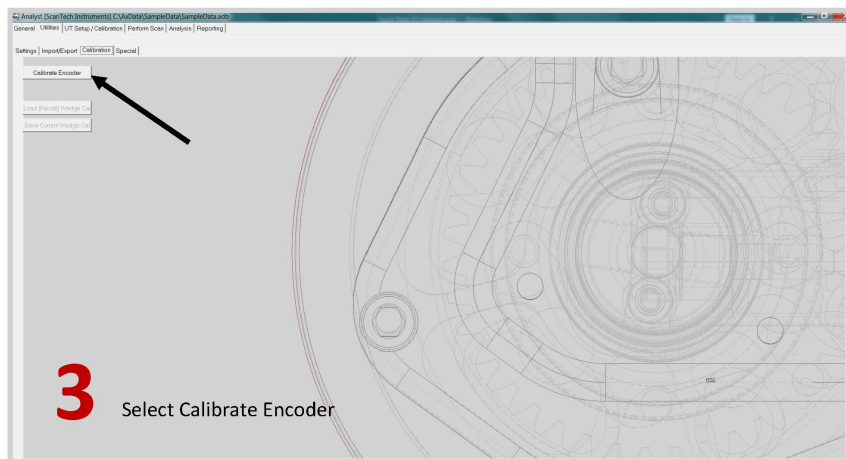 Analyst [ScanTech Instruments] C:\AxData\SampleData\SampleData.adb
General Utilities UT Setup / Calibration Perform Scan Analysis Reporting
Settings Import/Export Calibration Special
Calibrate Encoder
Load (Recall) Wedge Cal
Save Current Wedge Cal
3 Select Calibrate Encoder